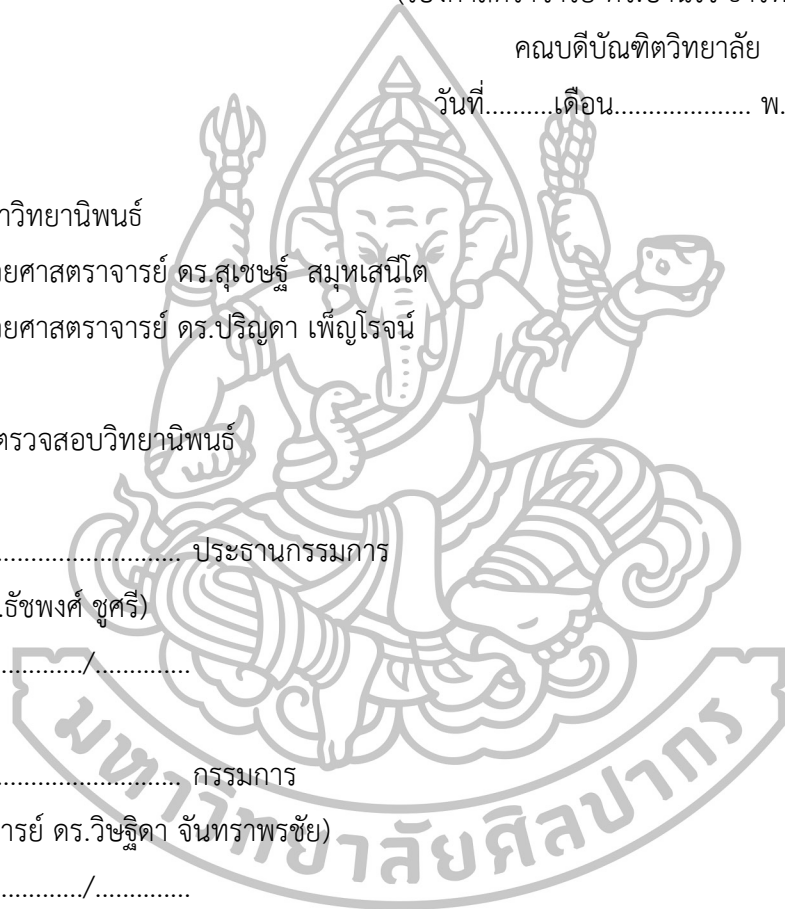 คณบดีบัณฑิตวิทยาลัย
วันที่..........เดือน.................... พ.
าวิทยานิพนธ์
ยศาสตราจารย์ ดร.สุเชษฐ์ สมุหเสนีโต
ยศาสตราจารย์ ดร.ปริญดา เพ็ญโรจน์
ตรวจสอบวิทยานิพนธ์
........................... ประธานกรรมการ
.ธัชพงศ์ ชูศรี)
............./..............
........................... กรรมการ
ารย์ ดร.วิษฐิดา จันทราพรชัย)
............./..............
มหาวิทยาลัยศิลปากร